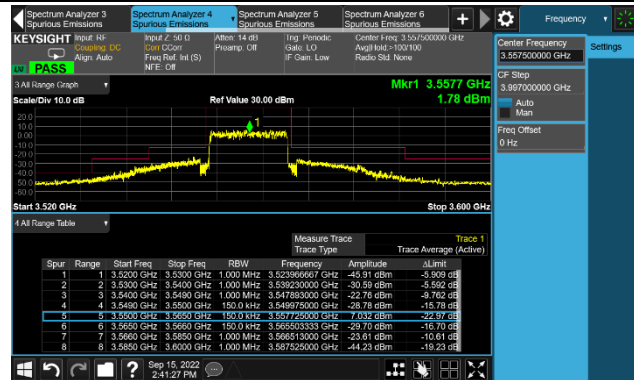 Spectrum Analyzer 3
Spurious Emissions
Spectrum Analyzer 4
Spurious Emissions
Spectrum Analyzer 5
Spurious Emissions
Spectrum Analyzer 6
Spurious Emissions
+
Frequency
KEYSIGHT
Input: RF
Coupling: DC
Align: Auto
Input Z: 50 Ω
Corr CCorr
Freq Ref: Int (S)
NFE: Off
Atten: 14 dB
Preamp: Off
Trig: Periodic
Gate: LO
IF Gain: Low
Center Freq: 3.557500000 GHz
Avg|Hold:>100/100
Radio Std: None
LXI PASS
Center Frequency
3.557500000 GHz
Settings
CF Step
3.997000000 GHz
Auto
Man
Freq Offset
0 Hz
3 All Range Graph
Mkr1 3.5577 GHz
Scale/Div 10.0 dB
Ref Value 30.00 dBm
1.78 dBm
20.0
10.0
0.00
-10.0
-20.0
-30.0
-40.0
-50.0
-60.0
1
Start 3.520 GHz
Stop 3.600 GHz
4 All Range Table
Measure Trace Trace 1
Trace Type Trace Average (Active)
Spur Range Start Freq Stop Freq RBW Frequency Amplitude ΔLimit
1 1 3.5200 GHz 3.5300 GHz 1.000 MHz 3.523966667 GHz -45.91 dBm -5.909 dB
2 2 3.5300 GHz 3.5400 GHz 1.000 MHz 3.539230000 GHz -30.59 dBm -5.592 dB
3 3 3.5400 GHz 3.5490 GHz 1.000 MHz 3.547893000 GHz -22.76 dBm -9.762 dB
4 4 3.5490 GHz 3.5500 GHz 150.0 kHz 3.549975000 GHz -28.78 dBm -15.78 dB
5 5 3.5500 GHz 3.5650 GHz 150.0 kHz 3.557725000 GHz 7.032 dBm -22.97 dB
6 6 3.5650 GHz 3.5660 GHz 150.0 kHz 3.565503333 GHz -29.70 dBm -16.70 dB
7 7 3.5660 GHz 3.5850 GHz 1.000 MHz 3.566513000 GHz -23.61 dBm -10.61 dB
8 8 3.5850 GHz 3.6000 GHz 1.000 MHz 3.587525000 GHz -44.23 dBm -19.23 dB
?
Sep 15, 2022
2:41:27 PM